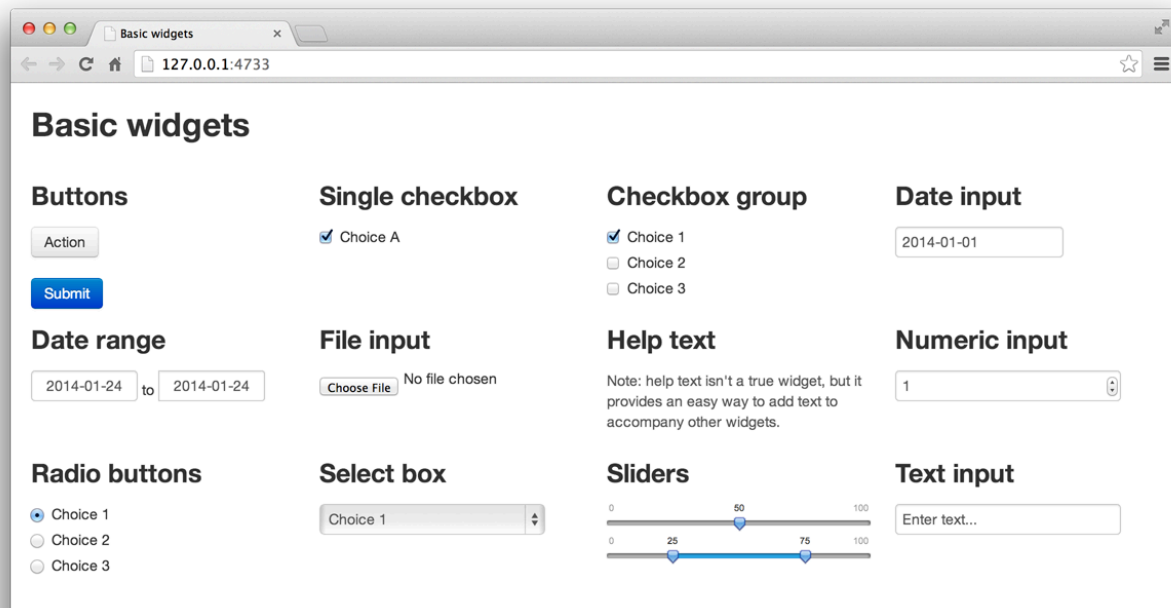 Basic widgets
127.0.0.1:4733
Basic widgets
Buttons
Action
Submit
Single checkbox
Choice A
Checkbox group
Choice 1
Choice 2
Choice 3
Date input
2014-01-01
Date range
2014-01-24 to 2014-01-24
File input
Choose File No file chosen
Help text
Note: help text isn't a true widget, but it
provides an easy way to add text to
accompany other widgets.
Numeric input
1
Radio buttons
Choice 1
Choice 2
Choice 3
Select box
Choice 1
Sliders
0 50 100
0 25 75 100
Text input
Enter text...